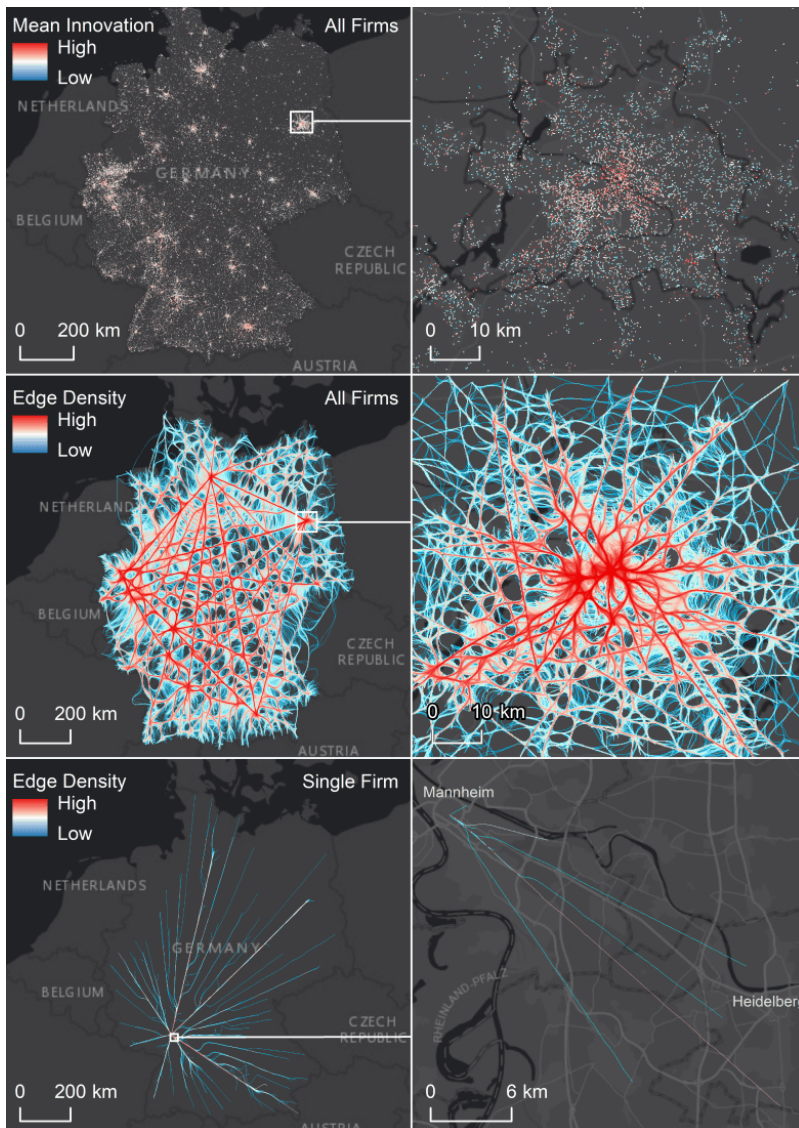 Mean Innovation
All Firms
High
Low
NETHERLANDS
GERMANY
BELGIUM
CZECH
REPUBLIC
0 200 km
AUSTRIA
0 10 km
Edge Density
All Firms
High
Low
NETHERLAND
BELGIUM
CZECH
REPUBLIC
0 200 km
AUSTRIA
0 10 km
Edge Density
Single Firm
High
Low
NETHERLANDS
GERMANY
BELGIUM
CZECH
REPUBLIC
0 200 km
AUSTRIA
Mannheim
RHEINLAND-PFALZ
Heidelberg
0 6 km